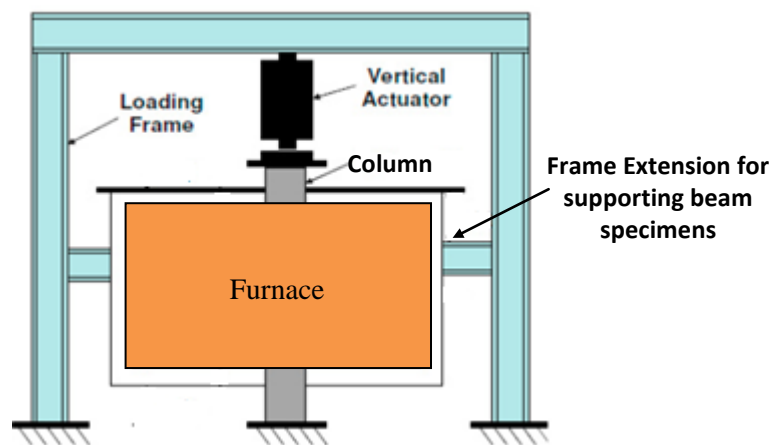 Vertical
Actuator
Loading
Frame
Column
Frame Extension for
supporting beam
specimens
Furnace